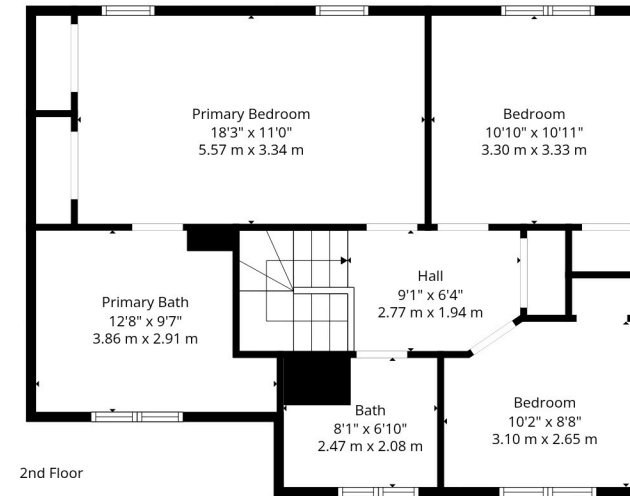 Primary Bedroom
18'3" x 11'0"
5.57 m x 3.34 m
Bedroom
10'10" x 10'11"
3.30 m x 3.33 m
Hall
9'1" x 6'4"
2.77 m x 1.94 m
Primary Bath
12'8" x 9'7"
3.86 m x 2.91 m
Bath
8'1" x 6'10"
2.47 m x 2.08 m
Bedroom
10'2" x 8'8"
3.10 m x 2.65 m
2nd Floor